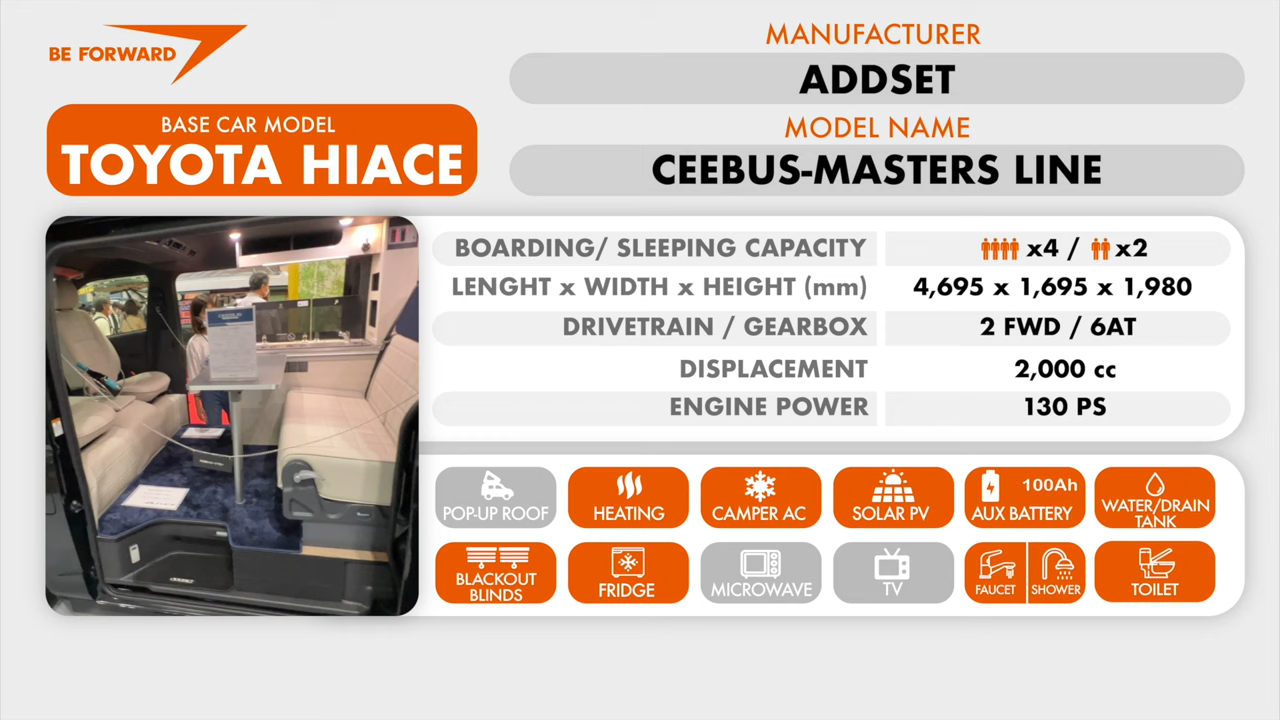 BE FORWARD
MANUFACTURER
ADDSET
BASE CAR MODEL
TOYOTA HIACE
MODEL NAME
CEEBUS-MASTERS LINE
BOARDING/ SLEEPING CAPACITY
x4 / x2
LENGHT x WIDTH x HEIGHT (mm)
4,695 x 1,695 x 1,980
DRIVETRAIN / GEARBOX
2 FWD / 6AT
DISPLACEMENT
2,000 cc
ENGINE POWER
130 PS
POP-UP ROOF
HEATING
CAMPER AC
SOLAR PV
100Ah
AUX BATTERY
WATER/DRAIN
TANK
BLACKOUT
BLINDS
FRIDGE
MICROWAVE
TV
FAUCET
SHOWER
TOILET